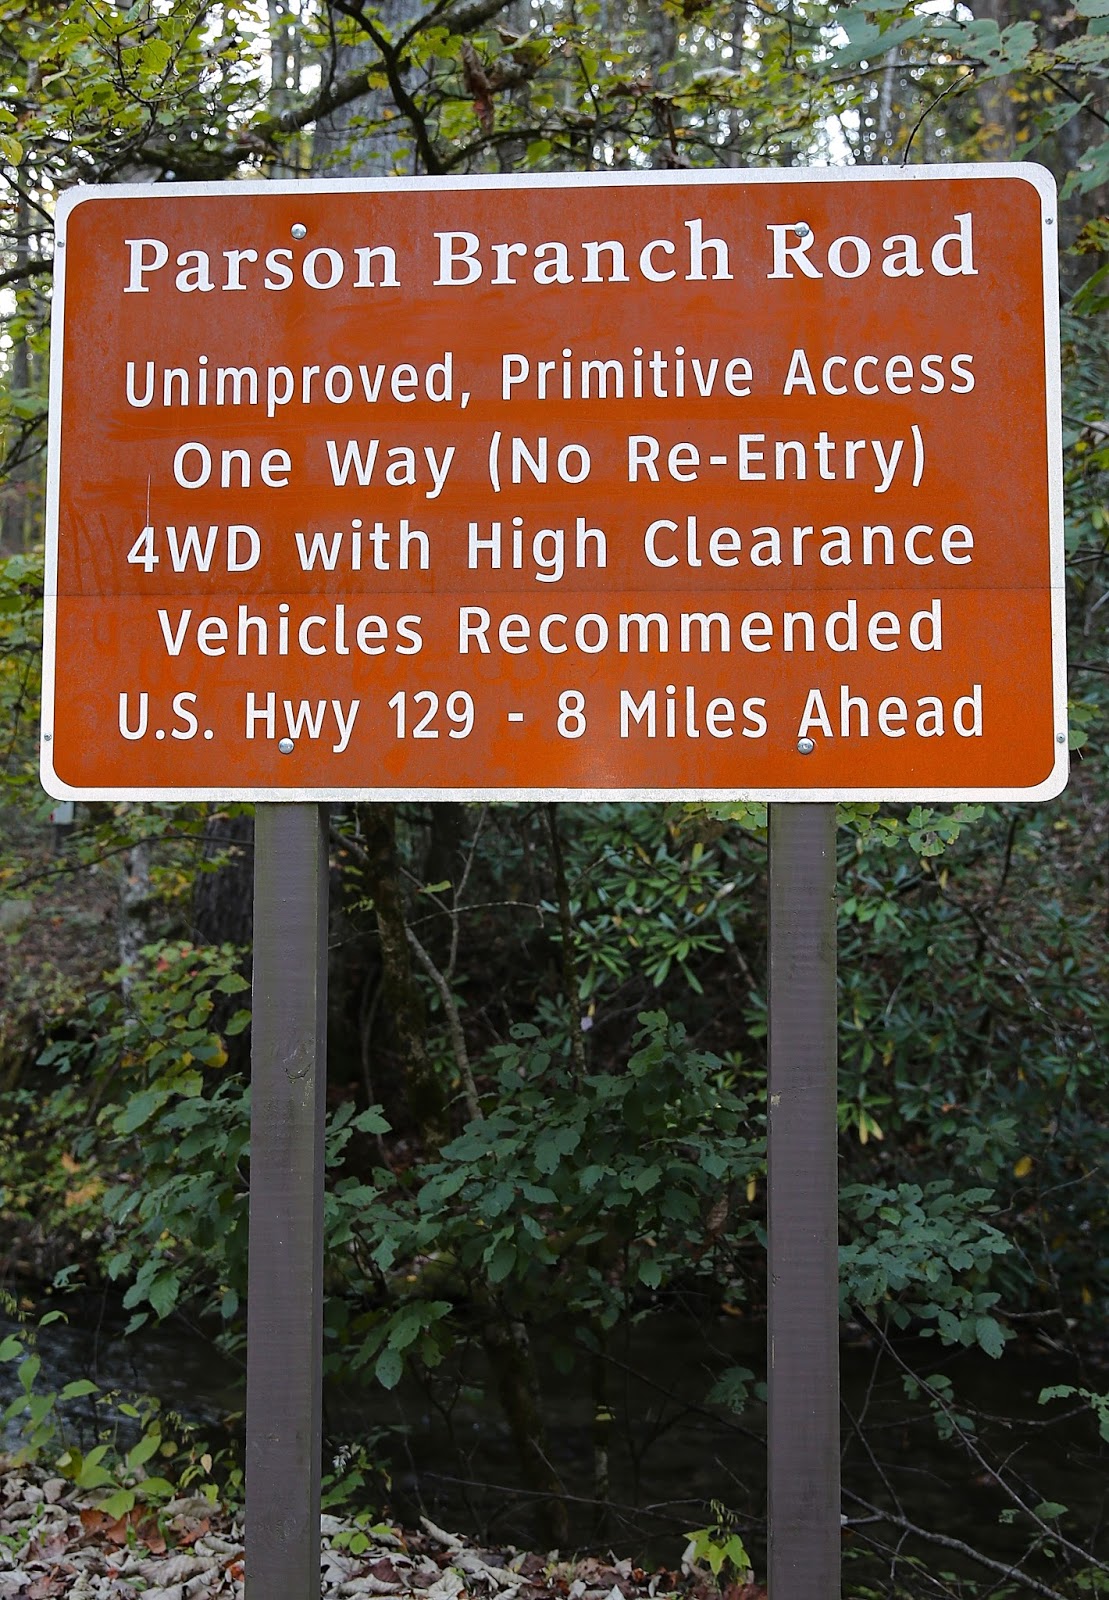 Parson Branch Road
Unimproved, Primitive Access
One Way (No Re-Entry)
4WD with High Clearance
Vehicles Recommended
U.S. Hwy 129 - 8 Miles Ahead